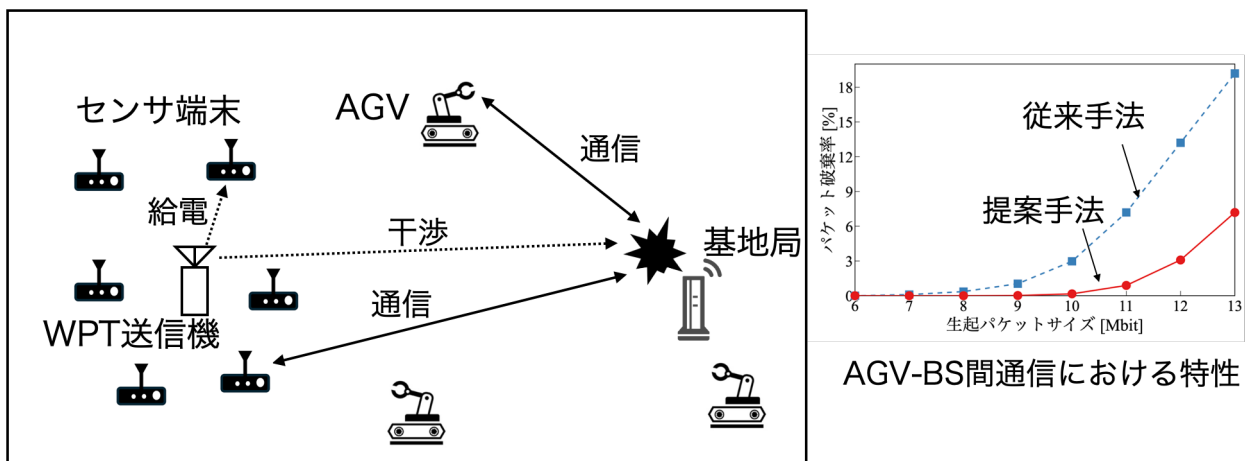 センサ端末
AGV
通信
給電
干渉
基地局
通信
WPT送信機
パケット破棄率 [%]
18
15
12
9
6
3
0
従来手法
提案手法
6 7 8 9 10 11 12 13
生起パケットサイズ [Mbit]
AGV-BS間通信における特性